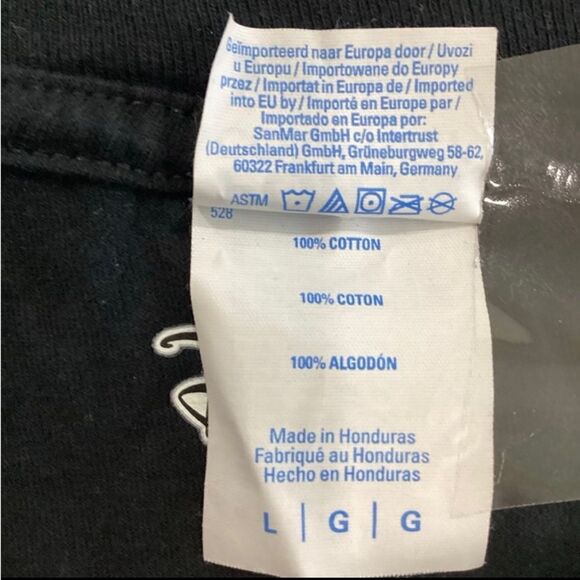 Geïmporteerd naar Europa door / Uvozi
u Europu / Importowane do Europy
przez / Importat in Europa de / Imported
into EU by / Importé en Europe par /
Importado en Europa por:
SanMar GmbH c/o Intertrust
(Deutschland) GmbH, Grüneburgweg 58-62,
60322 Frankfurt am Main, Germany
ASTM
528
100% COTTON
100% COTON
100% ALGODÓN
Made in Honduras
Fabriqué au Honduras
Hecho en Honduras
L | G | G